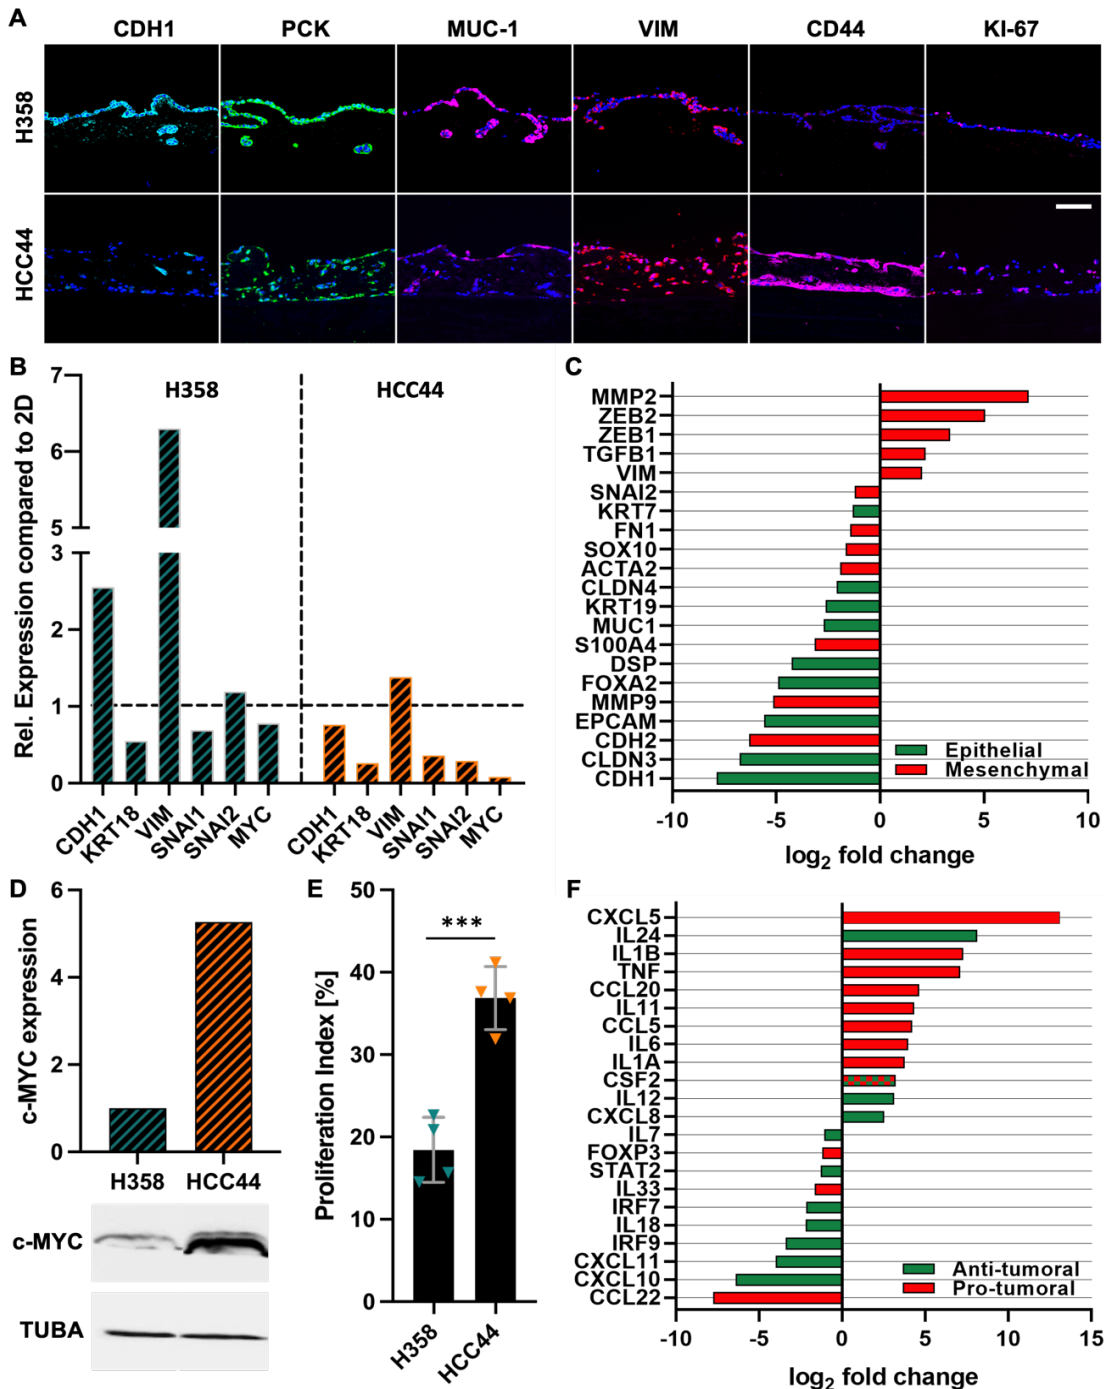 A
CDH1 PCK MUC-1 VIM CD44 KI-67
H358
HCC44
B
H358 HCC44
Rel. Expression compared to 2D
7
6
5
3
2
1
0
CDH1 KRT18 VIM SNAI1 SNAI2 MYC CDH1 KRT18 VIM SNAI1 SNAI2 MYC
C
MMP2
ZEB2
ZEB1
TGFB1
VIM
SNAI2
KRT7
FN1
SOX10
ACTA2
CLDN4
KRT19
MUC1
S100A4
DSP
FOXA2
MMP9
EPCAM
CDH2
CLDN3
CDH1
Epithelial
Mesenchymal
-10 -5 0 5 10
log2 fold change
D
c-MYC expression
6
4
2
0
H358 HCC44
c-MYC
TUBA
E
Proliferation Index [%]
50
40
30
20
10
0
***
H358 HCC44
F
CXCL5
IL24
IL1B
TNF
CCL20
IL11
CCL5
IL6
IL1A
CSF2
IL12
CXCL8
IL7
FOXP3
STAT2
IL33
IRF7
IL18
IRF9
CXCL11
CXCL10
CCL22
Anti-tumoral
Pro-tumoral
-10 -5 0 5 10 15
log2 fold change